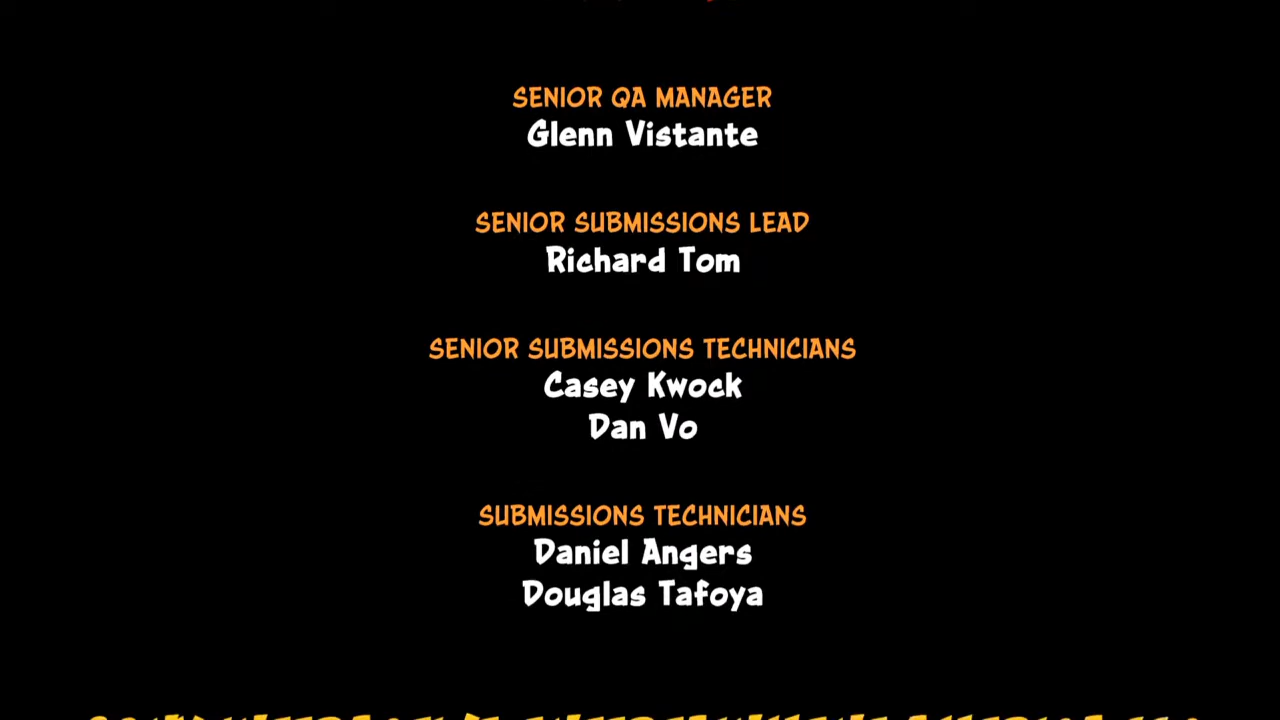 SENIOR QA MANAGER
Glenn Vistante
SENIOR SUBMISSIONS LEAD
Richard Tom
SENIOR SUBMISSIONS TECHNICIANS
Casey Kwock
Dan Vo
SUBMISSIONS TECHNICIANS
Daniel Angers
Douglas Tafoya